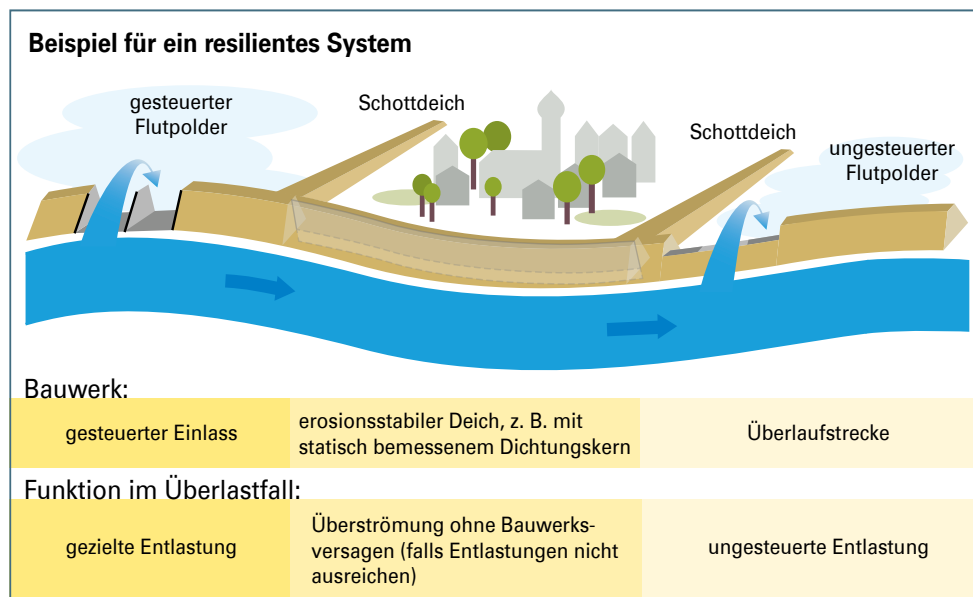 Beispiel für ein resilientes System
gesteuerter
Flutpolder
Schottdeich
Schottdeich
ungesteuerter
Flutpolder
Bauwerk:
gesteuerter Einlass
erosionsstabiler Deich, z. B. mit
statisch bemessenem Dichtungskern
Überlaufstrecke
Funktion im Überlastfall:
gezielte Entlastung
Überströmung ohne Bauwerks-
versagen (falls Entlastungen nicht
ausreichen)
ungesteuerte Entlastung